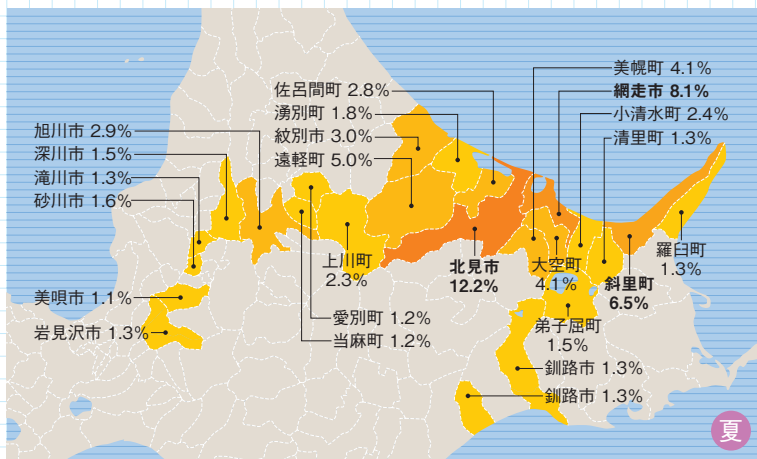 佐呂間町 2.8%
湧別町 1.8%
紋別市 3.0%
遠軽町 5.0%
美幌町 4.1%
網走市 8.1%
小清水町 2.4%
清里町 1.3%
旭川市 2.9%
深川市 1.5%
滝川市 1.3%
砂川市 1.6%
上川町
2.3%
北見市
12.2%
大空町
4.1%
斜里町
6.5%
羅臼町
1.3%
美唄市 1.1%
岩見沢市 1.3%
愛別町 1.2%
当麻町 1.2%
弟子屈町
1.5%
釧路市 1.3%
釧路市 1.3%
夏